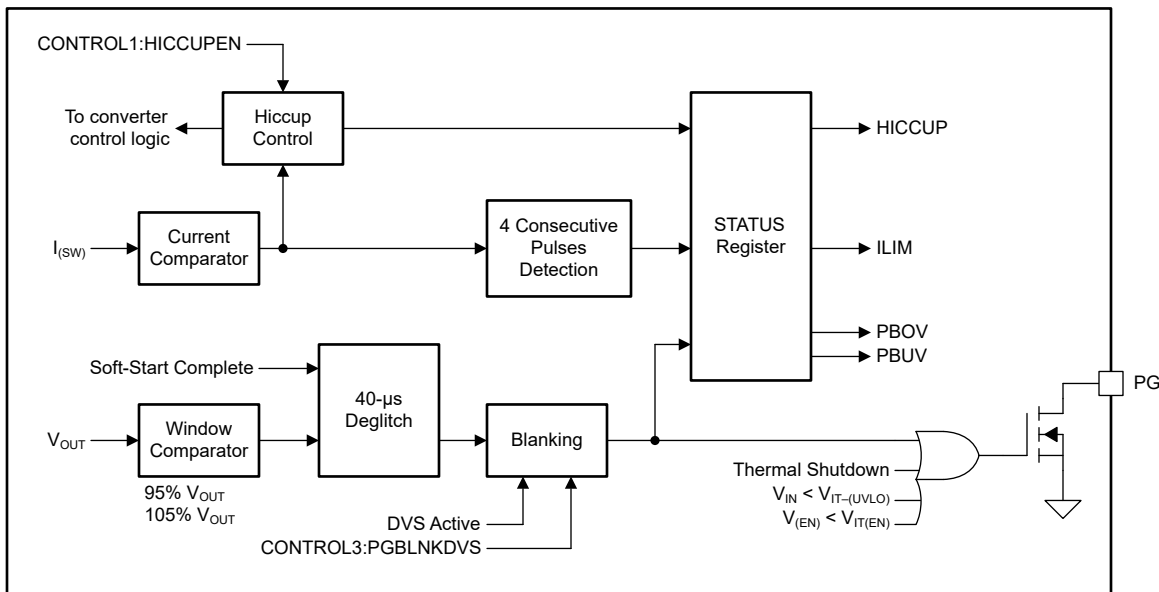 CONTROL1:HICCUPEN
To converter
control logic
Hiccup
Control
HICCUP
I(SW)
Current
Comparator
4 Consecutive
Pulses
Detection
STATUS
Register
ILIM
PBOV
PBUV
Soft-Start Complete
40-µs
Deglitch
VOUT
Window
Comparator
Blanking
95% VOUT
105% VOUT
DVS Active
CONTROL3:PGBLNKDVS
Thermal Shutdown
VIN < VIT–(UVLO)
V(EN) < VIT(EN)
PG